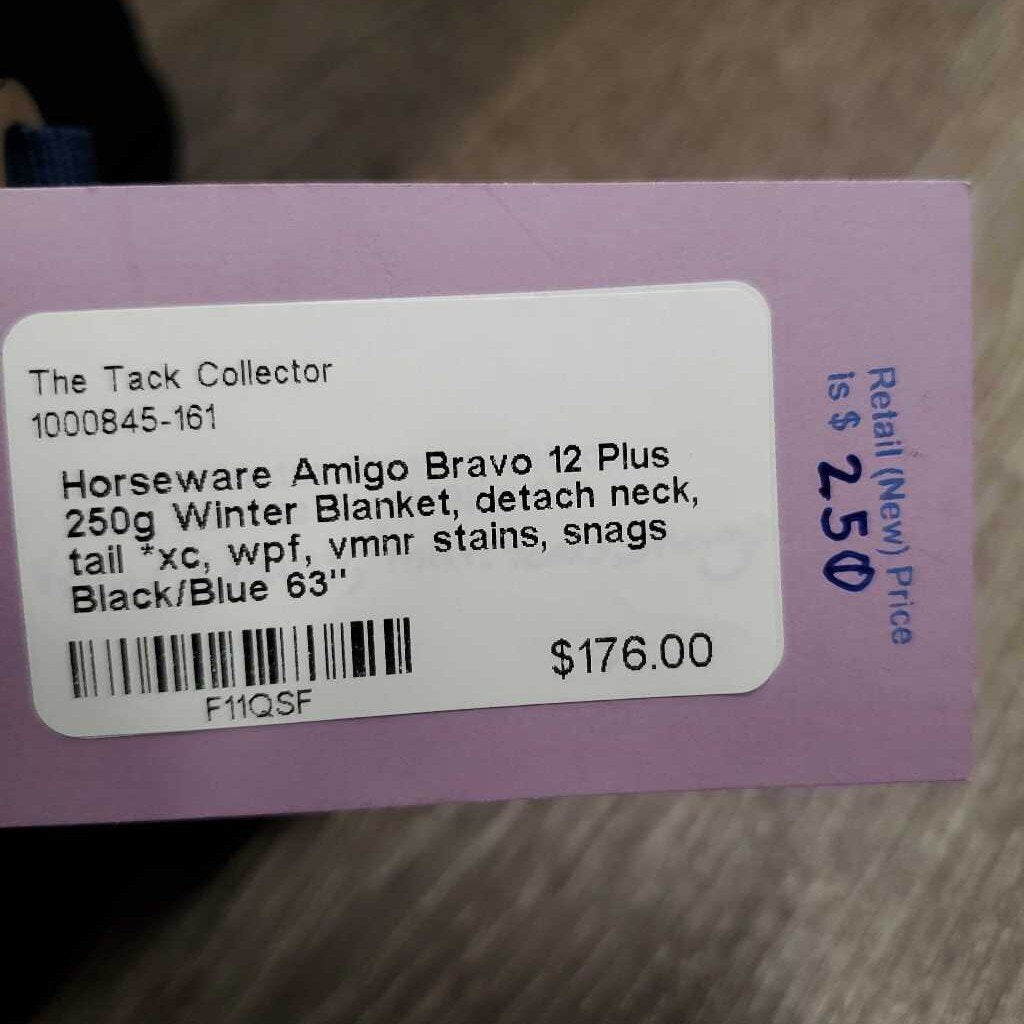 The Tack Collector
1000845-161
Horseware Amigo Bravo 12 Plus
250g Winter Blanket, detach neck,
tail *xc, wpf, vmnr stains, snags
Black/Blue 63"
$176.00
F11QSF
Retail (New) Price
is $ 250